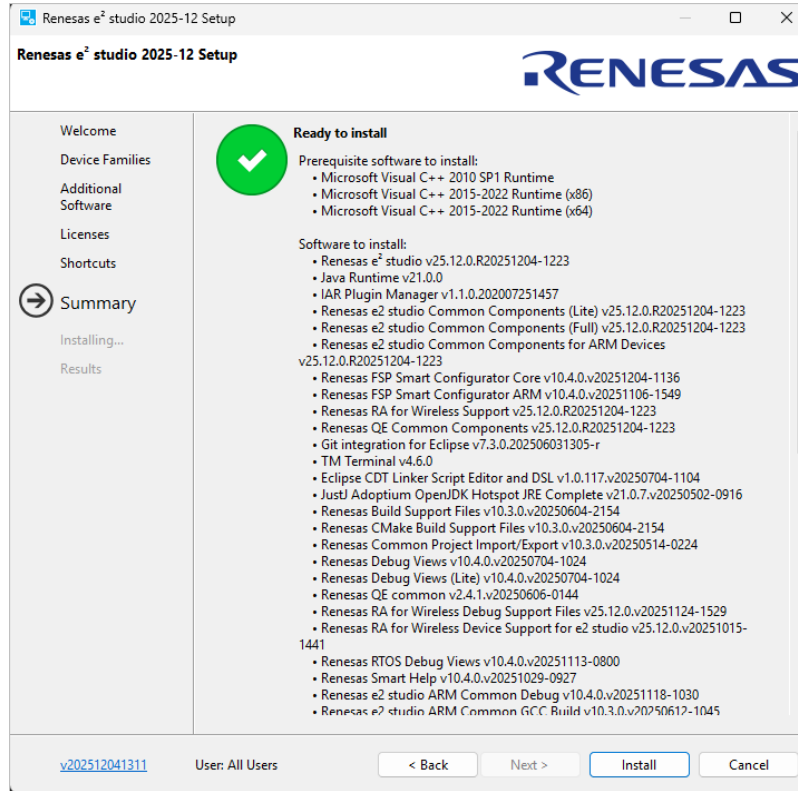 Renesas e² studio 2025-12 Setup
Renesas e² studio 2025-12 Setup
RENESAS
Welcome
Device Families
Additional
Software
Licenses
Shortcuts
Summary
Installing...
Results
Ready to install
Prerequisite software to install:
• Microsoft Visual C++ 2010 SP1 Runtime
• Microsoft Visual C++ 2015-2022 Runtime (x86)
• Microsoft Visual C++ 2015-2022 Runtime (x64)
Software to install:
• Renesas e² studio v25.12.0.R20251204-1223
• Java Runtime v21.0.0
• IAR Plugin Manager v1.1.0.202007251457
• Renesas e2 studio Common Components (Lite) v25.12.0.R20251204-1223
• Renesas e2 studio Common Components (Full) v25.12.0.R20251204-1223
• Renesas e2 studio Common Components for ARM Devices
v25.12.0.R20251204-1223
• Renesas FSP Smart Configurator Core v10.4.0.v20251204-1136
• Renesas FSP Smart Configurator ARM v10.4.0.v20251106-1549
• Renesas RA for Wireless Support v25.12.0.R20251204-1223
• Renesas QE Common Components v25.12.0.R20251204-1223
• Git integration for Eclipse v7.3.0.202506031305-r
• TM Terminal v4.6.0
• Eclipse CDT Linker Script Editor and DSL v1.0.117.v20250704-1104
• JustJ Adoptium OpenJDK Hotspot JRE Complete v21.0.7.v20250502-0916
• Renesas Build Support Files v10.3.0.v20250604-2154
• Renesas CMake Build Support Files v10.3.0.v20250604-2154
• Renesas Common Project Import/Export v10.3.0.v20250514-0224
• Renesas Debug Views v10.4.0.v20250704-1024
• Renesas Debug Views (Lite) v10.4.0.v20250704-1024
• Renesas QE common v2.4.1.v20250606-0144
• Renesas RA for Wireless Debug Support Files v25.12.0.v20251124-1529
• Renesas RA for Wireless Device Support for e2 studio v25.12.0.v20251015-
1441
• Renesas RTOS Debug Views v10.4.0.v20251113-0800
• Renesas Smart Help v10.4.0.v20251029-0927
• Renesas e2 studio ARM Common Debug v10.4.0.v20251118-1030
• Renesas e2 studio ARM Common GCC Build v10.3.0.v20250612-1045
v202512041311
User: All Users
< Back
Next >
Install
Cancel